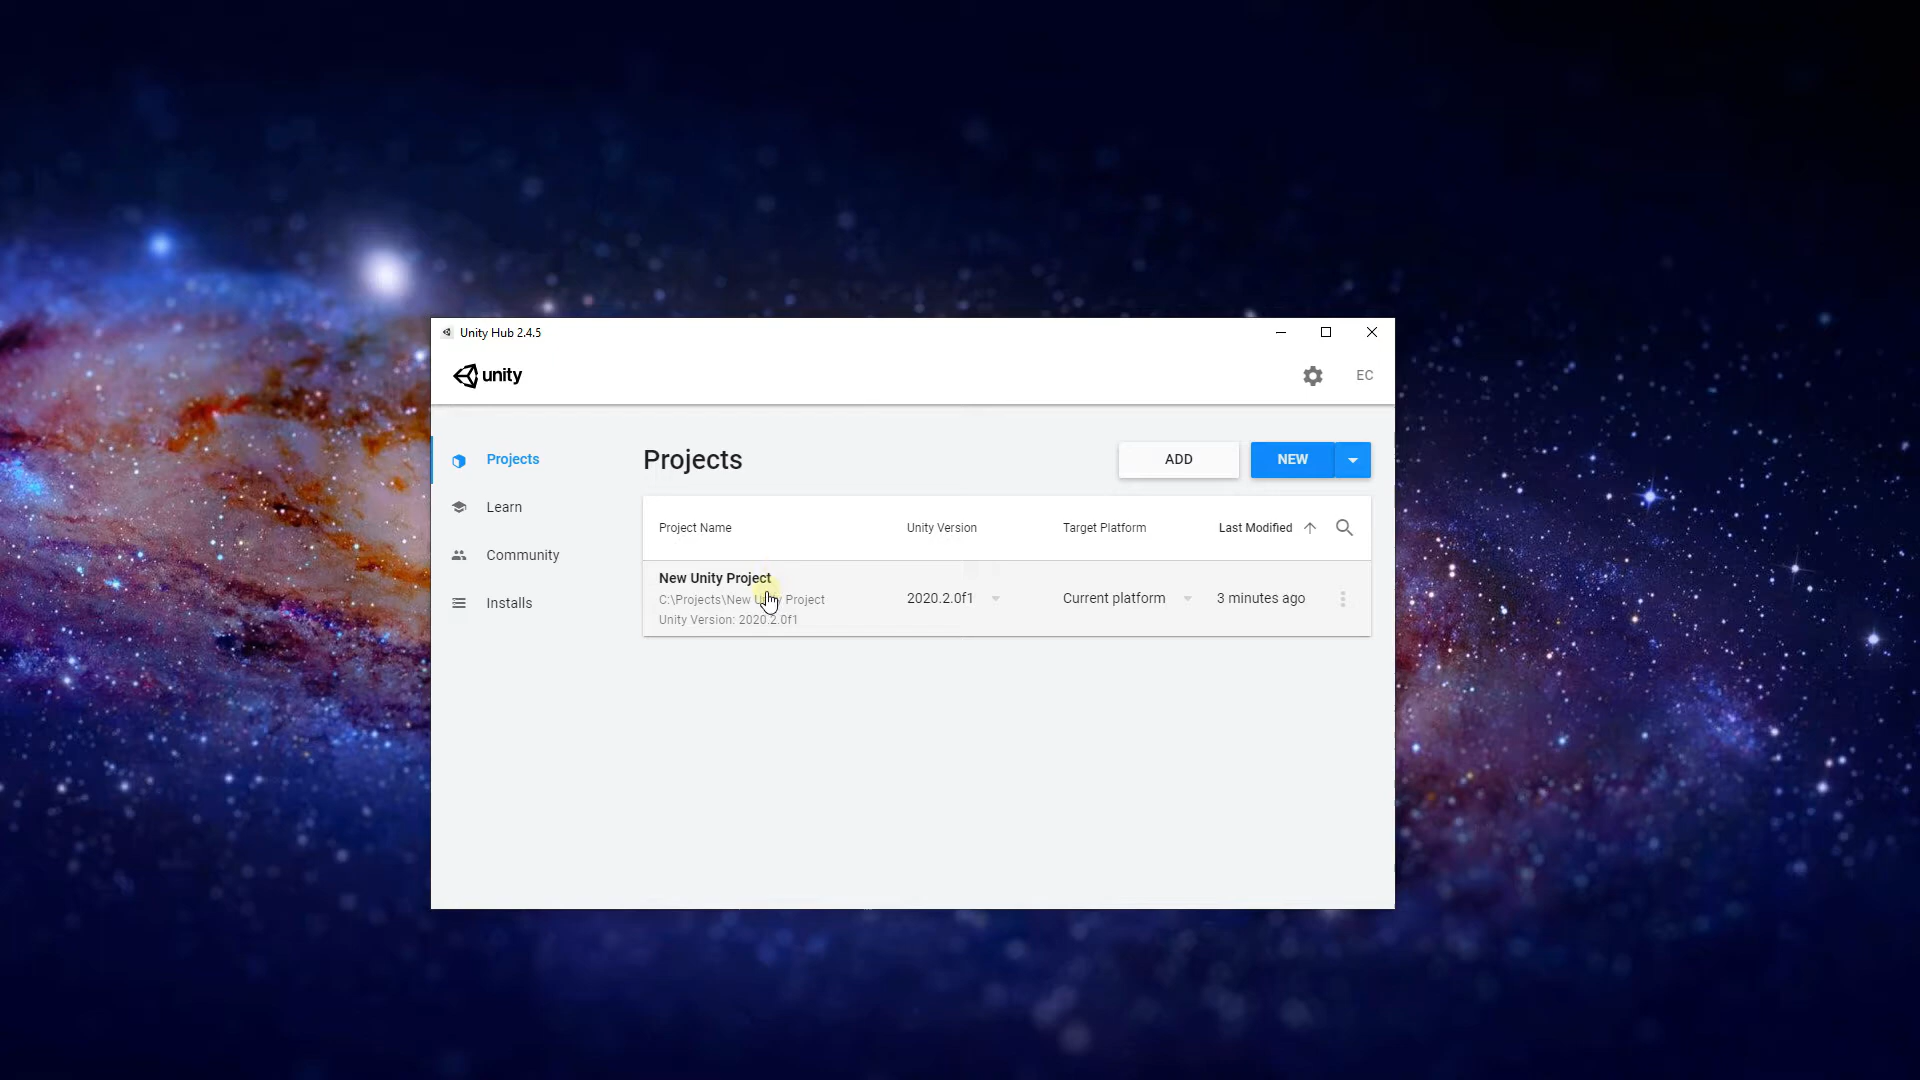 Unity Hub 2.4.5
unity
EC
Projects
Learn
Community
Installs
Projects
ADD
NEW
Project Name
Unity Version
Target Platform
Last Modified
New Unity Project
C:\Projects\New Unity Project
Unity Version: 2020.2.0f1
2020.2.0f1
Current platform
3 minutes ago